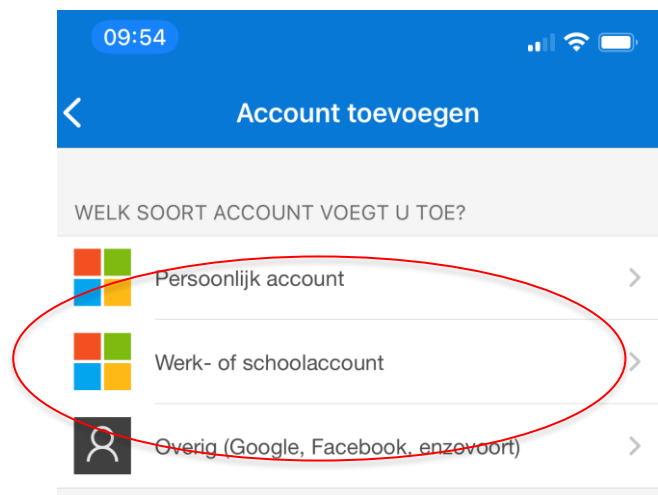 09:54
Account toevoegen
WELK SOORT ACCOUNT VOEGT U TOE?
Persoonlijk account
Werk- of schoolaccount
Overig (Google, Facebook, enzovoort)